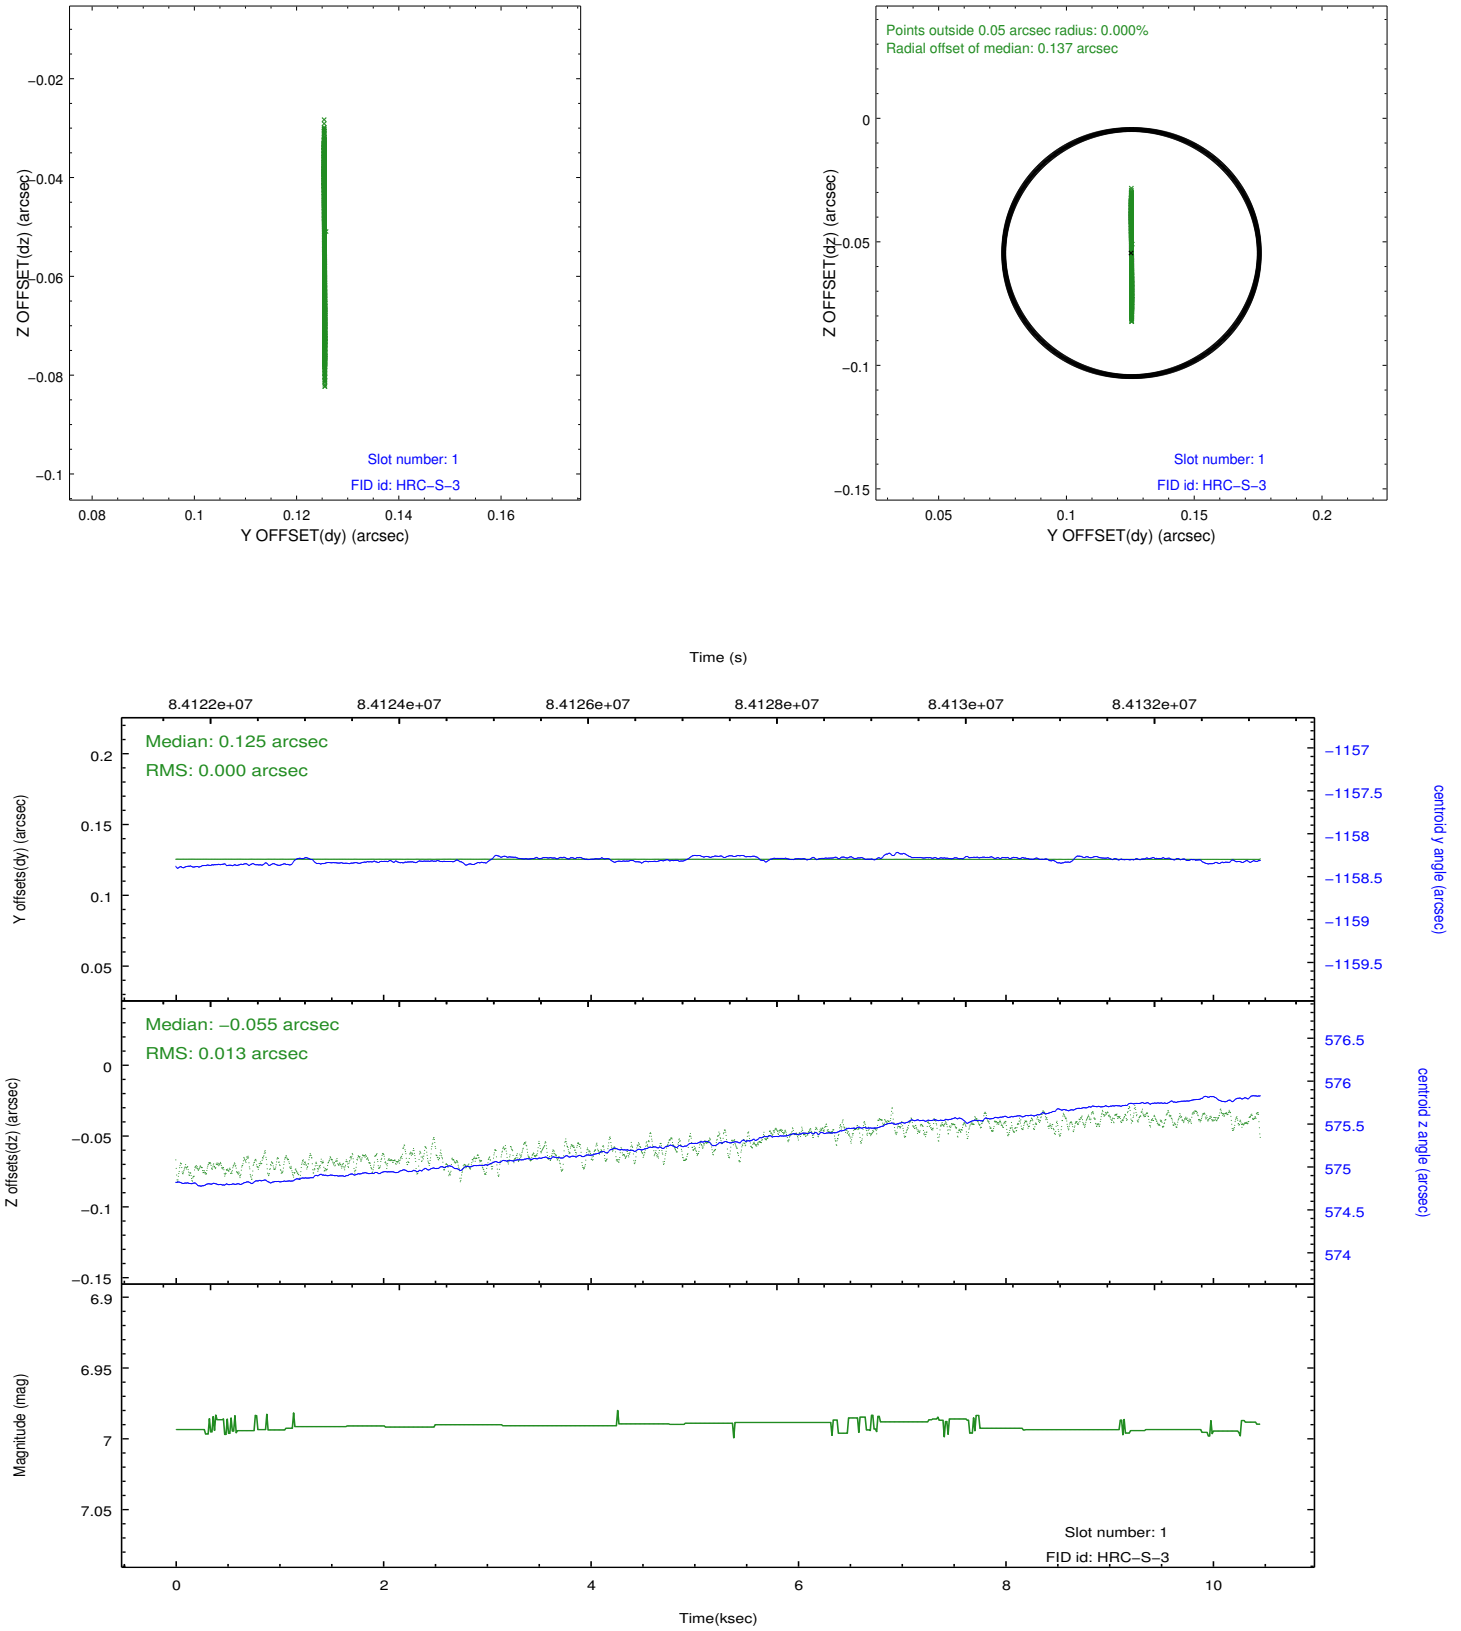 −0.02
−0.04
−0.06
−0.08
−0.1
Z OFFSET(dz) (arcsec)
Slot number: 1
FID id: HRC−S−3
0.08 0.1 0.12 0.14 0.16
Y OFFSET(dy) (arcsec)
Points outside 0.05 arcsec radius: 0.000%
Radial offset of median: 0.137 arcsec
0
−0.05
−0.1
−0.15
Z OFFSET(dz) (arcsec)
Slot number: 1
FID id: HRC−S−3
0.05 0.1 0.15 0.2
Y OFFSET(dy) (arcsec)
Time (s)
8.4122e+07 8.4124e+07 8.4126e+07 8.4128e+07 8.413e+07 8.4132e+07
Median: 0.125 arcsec
RMS: 0.000 arcsec
0.2
0.15
0.1
0.05
Y offsets(dy) (arcsec)
−1157
−1157.5
−1158
−1158.5
−1159
−1159.5
centroid y angle (arcsec)
Median: −0.055 arcsec
RMS: 0.013 arcsec
0
−0.05
−0.1
−0.15
Z offsets(dz) (arcsec)
576.5
576
575.5
575
574.5
574
centroid z angle (arcsec)
6.9
6.95
7
7.05
Magnitude (mag)
Slot number: 1
FID id: HRC−S−3
0 2 4 6 8 10
Time(ksec)